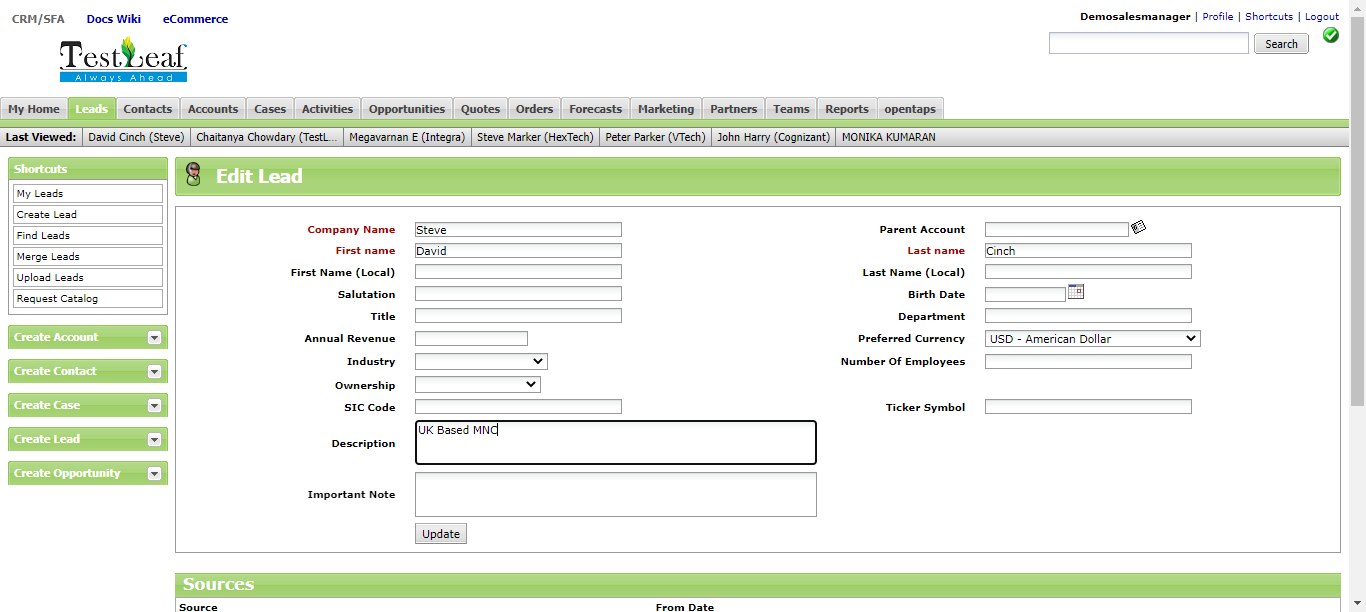 CRM/SFA Docs Wiki eCommerce
Demosalesmanager | Profile | Shortcuts | Logout
TestLeaf
Always Ahead
Search
My Home Leads Contacts Accounts Cases Activities Opportunities Quotes Orders Forecasts Marketing Partners Teams Reports opentaps
Last Viewed: David Cinch (Steve) Chaitanya Chowdary (TestL... Megavarnan E (Integra) Steve Marker (HexTech) Peter Parker (VTech) John Harry (Cognizant) MONIKA KUMARAN
Shortcuts
My Leads
Create Lead
Find Leads
Merge Leads
Upload Leads
Request Catalog
Create Account
Create Contact
Create Case
Create Lead
Create Opportunity
Edit Lead
Company Name Steve Parent Account
First name David Last name Cinch
First Name (Local) Last Name (Local)
Salutation Birth Date
Title Department
Annual Revenue Preferred Currency USD - American Dollar
Industry Number Of Employees
Ownership
SIC Code Ticker Symbol
Description UK Based MNC
Important Note
Update
Sources
Source From Date